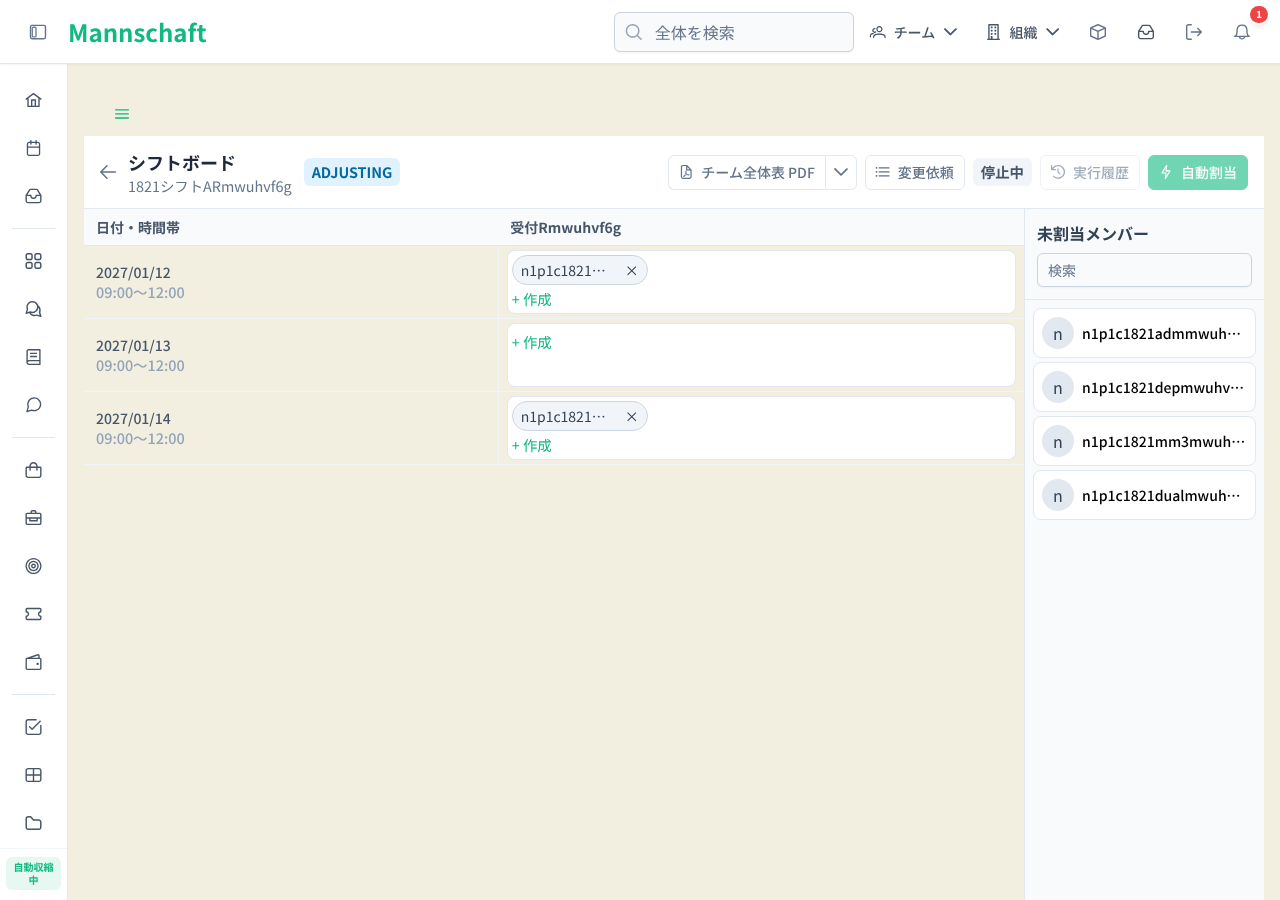 Mannschaft
全体を検索
チーム
組織
1
シフトボード
1821シフトARmwuhvf6g
ADJUSTING
チーム全体表 PDF
変更依頼
停止中
実行履歴
自動割当
日付・時間帯
受付Rmwuhvf6g
未割当メンバー
検索
2027/01/12
09:00〜12:00
n1p1c1821…
+ 作成
2027/01/13
09:00〜12:00
+ 作成
2027/01/14
09:00〜12:00
n1p1c1821…
+ 作成
n n1p1c1821admmwuh…
n n1p1c1821depmwuhv…
n n1p1c1821mm3mwuh…
n n1p1c1821dualmwuh…
自動収縮
中